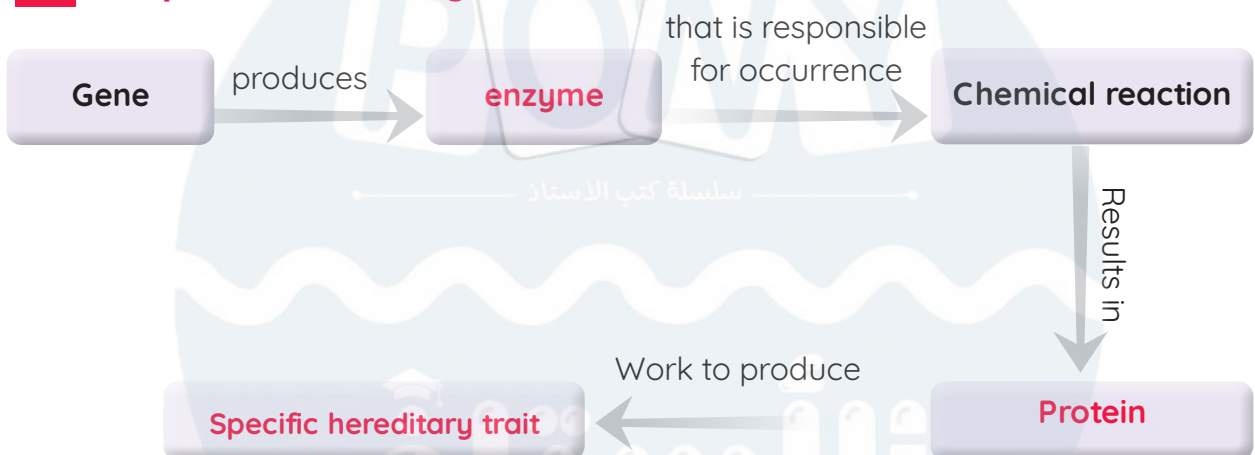 that is responsible
for occurrence
Gene
produces
enzyme
Chemical reaction
سلسلة كتب الأستاذ
Results in
Work to produce
Specific hereditary trait
Protein
PONY